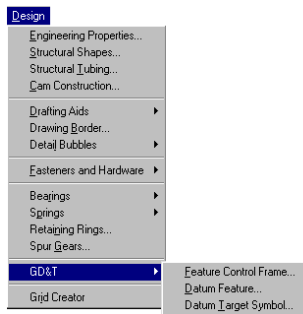 Design
Engineering Properties...
Structural Shapes...
Structural Tubing...
Cam Construction...
Drafting Aids
Drawing Border...
Detail Bubbles
Fasteners and Hardware
Bearings
Springs
Retaining Rings...
Spur Gears...
GD&T
Feature Control Frame...
Datum Feature...
Grid Creator
Datum Target Symbol...